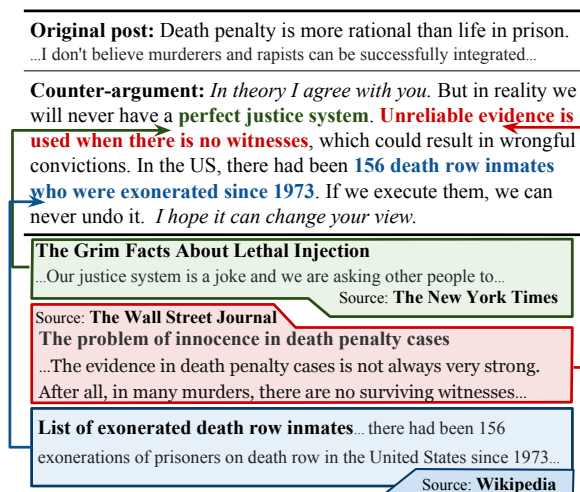 Original post: Death penalty is more rational than life in prison.
...I don't believe murderers and rapists can be successfully integrated...
Counter-argument: In theory I agree with you. But in reality we
will never have a perfect justice system. Unreliable evidence is
used when there is no witnesses, which could result in wrongful
convictions. In the US, there had been 156 death row inmates
who were exonerated since 1973. If we execute them, we can
never undo it. I hope it can change your view.
The Grim Facts About Lethal Injection
...Our justice system is a joke and we are asking other people to...
Source: The New York Times
Source: The Wall Street Journal
The problem of innocence in death penalty cases
...The evidence in death penalty cases is not always very strong.
After all, in many murders, there are no surviving witnesses...
List of exonerated death row inmates... there had been 156
exonerations of prisoners on death row in the United States since 1973...
Source: Wikipedia